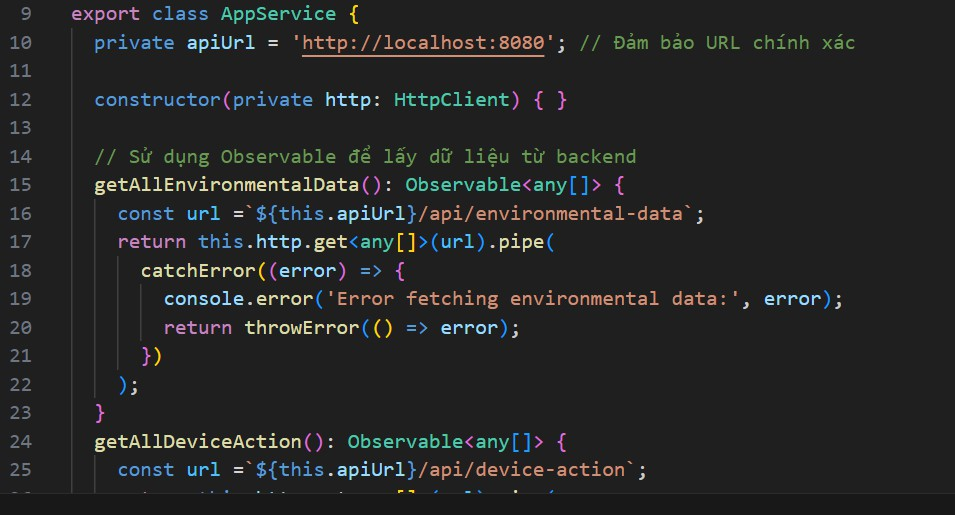 9 export class AppService {
10 private apiUrl = 'http://localhost:8080'; // Đảm bảo URL chính xác
11
12 constructor(private http: HttpClient) { }
13
14 // Sử dụng Observable để lấy dữ liệu từ backend
15 getAllEnvironmentalData(): Observable<any[]> {
16 const url =`${this.apiUrl}/api/environmental-data`;
17 return this.http.get<any[]>(url).pipe(
18 catchError((error) => {
19 console.error('Error fetching environmental data:', error);
20 return throwError(() => error);
21 })
22 );
23 }
24 getAllDeviceAction(): Observable<any[]> {
25 const url =`${this.apiUrl}/api/device-action`;